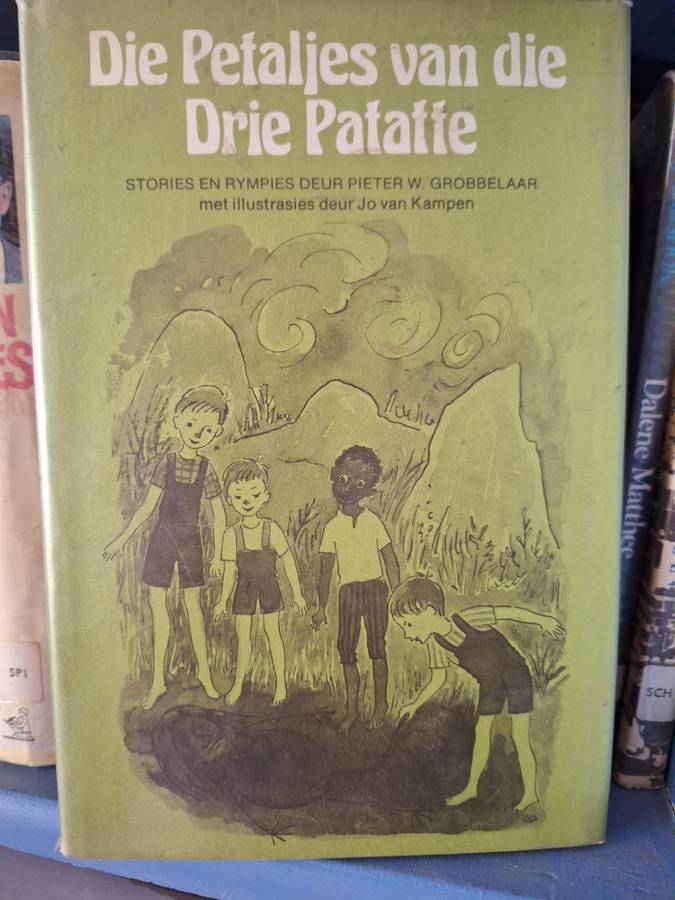 Die Petaljes van die
Drie Patatte
STORIES EN RYMPIES DEUR PIETER W. GROBBELAAR
met illustrasies deur Jo van Kampen
SP1
Dalene Matthee
SCH